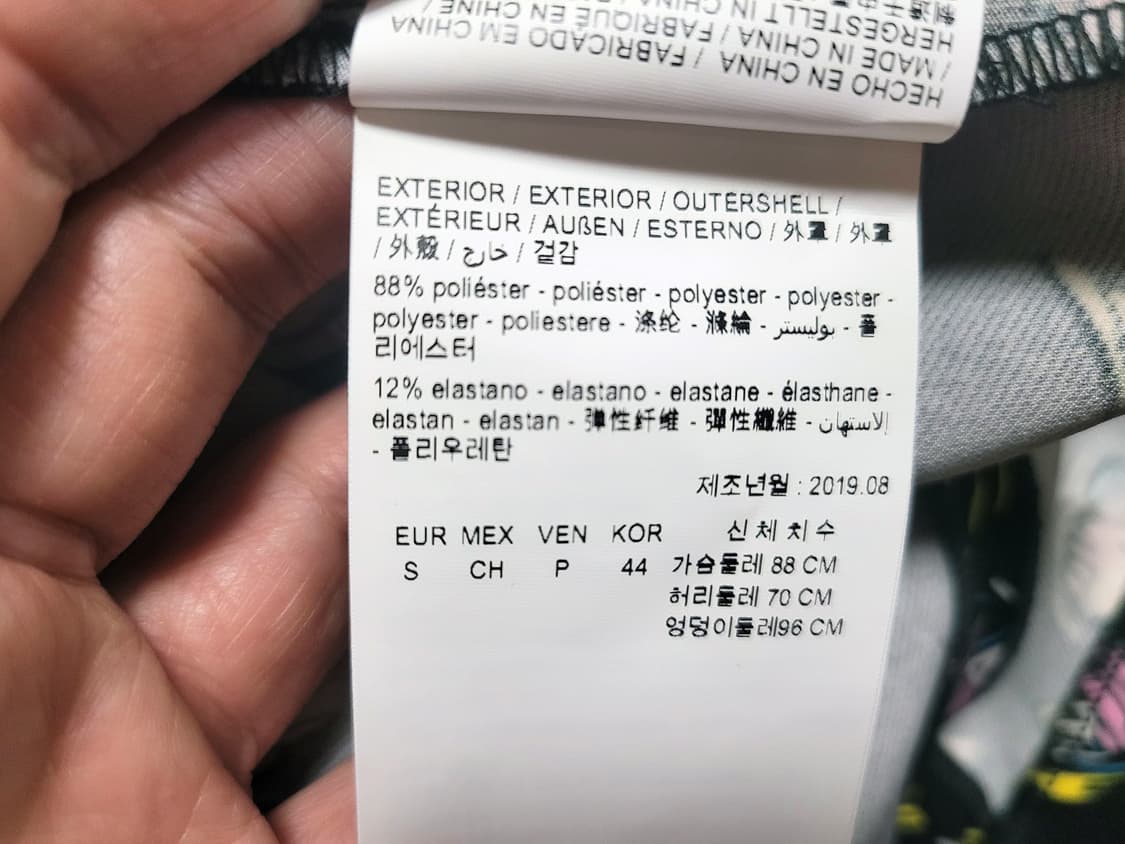 HECHO EN CHINA / FABRICADO EM CHINA
/ MADE IN CHINA / FABRIQUÉ EN CHINE /
HERGESTELLT IN CHINA /
EXTERIOR / EXTERIOR / OUTERSHELL /
EXTÉRIEUR / AUßEN / ESTERNO / 外罩 / 外罩
/ 外殼 / خارج / 겉감
88% poliéster - poliéster - polyester - polyester -
polyester - poliestere - 涤纶 - 滌綸 - بوليستر - 폴
리에스터
12% elastano - elastano - elastane - élasthane -
elastan - elastan - 弹性纤维 - 彈性纖維 - الاستهان
- 폴리우레탄
제조년월 : 2019.08
EUR MEX VEN KOR 신체치수
S CH P 44 가슴둘레 88 CM
허리둘레 70 CM
엉덩이둘레96 CM